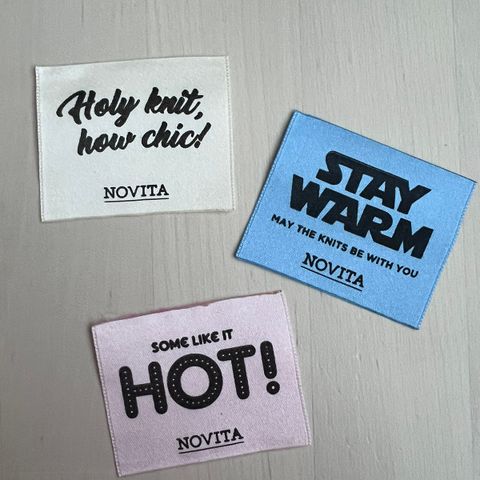 Holy knit,
how chic!
NOVITA
STAY
WARM
MAY THE KNITS BE WITH YOU
NOVITA
SOME LIKE IT
HOT!
NOVITA